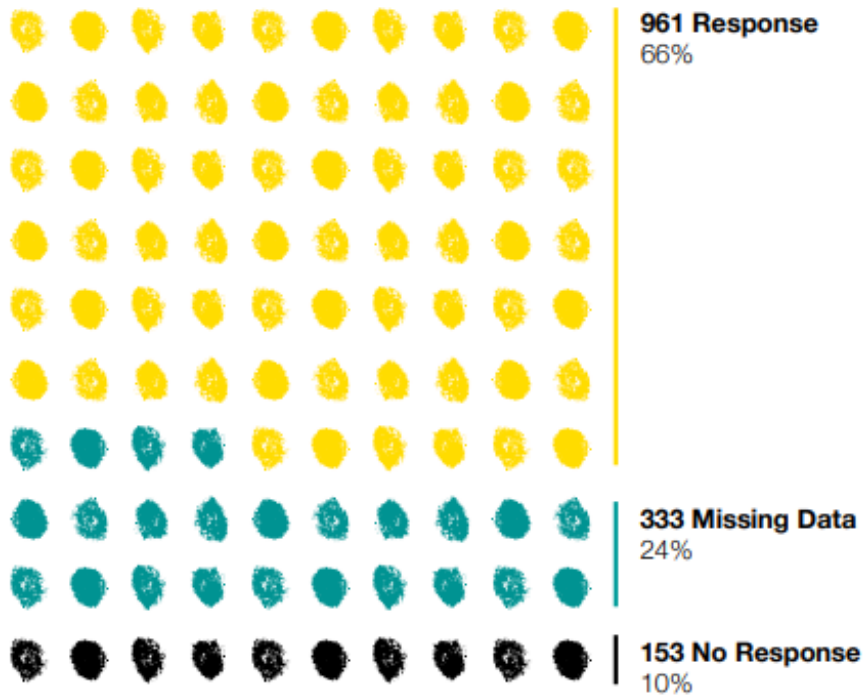 961 Response
66%
333 Missing Data
24%
153 No Response
10%